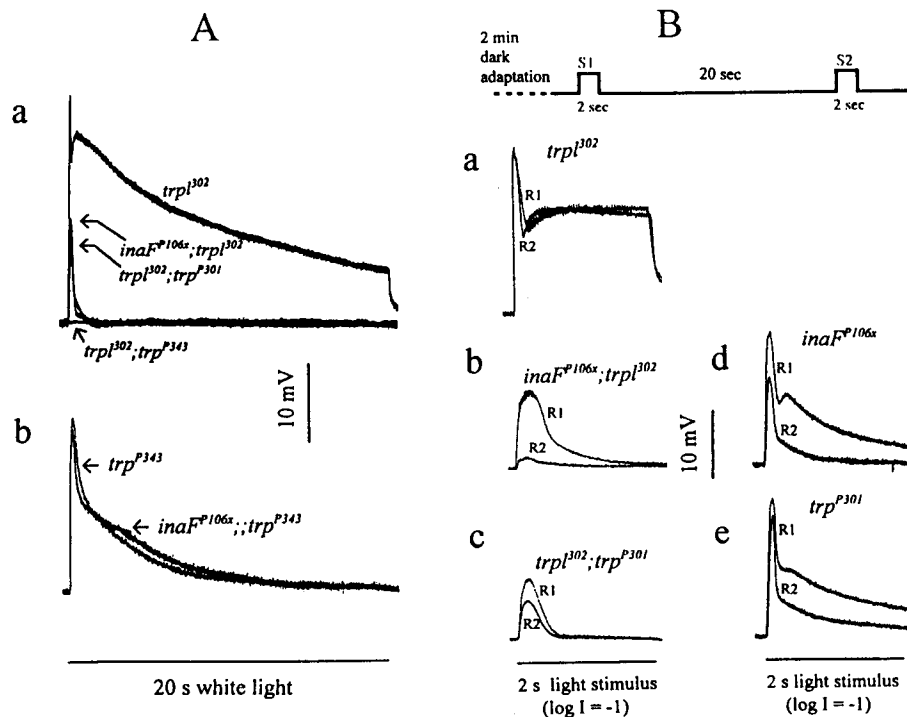 A
a
trpl302
inaFP106x;trpl302
trpl302;trpP301
trpl302;trpP343
10 mV
b
trpP343
inaFP106x;;trpP343
20 s white light
B
2 min
dark
adaptation
S1
2 sec
20 sec
S2
2 sec
a
trpl302
R1
R2
b
inaFP106x;trpl302
R1
R2
10 mV
d
inaFP106x
R1
R2
c
trpl302;trpP301
R1
R2
e
trpP301
R1
R2
2 s light stimulus
(log I = -1)
2 s light stimulus
(log I = -1)